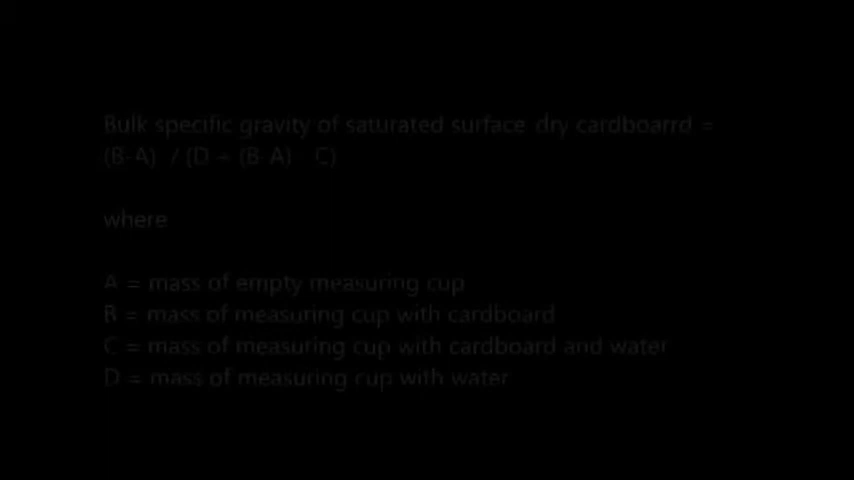 Bulk specific gravity of saturated surface dry cardboarrd =
(B-A) / (D + (B-A) - C)
where
A = mass of empty measuring cup
B = mass of measuring cup with cardboard
C = mass of measuring cup with cardboard and water
D = mass of measuring cup with water